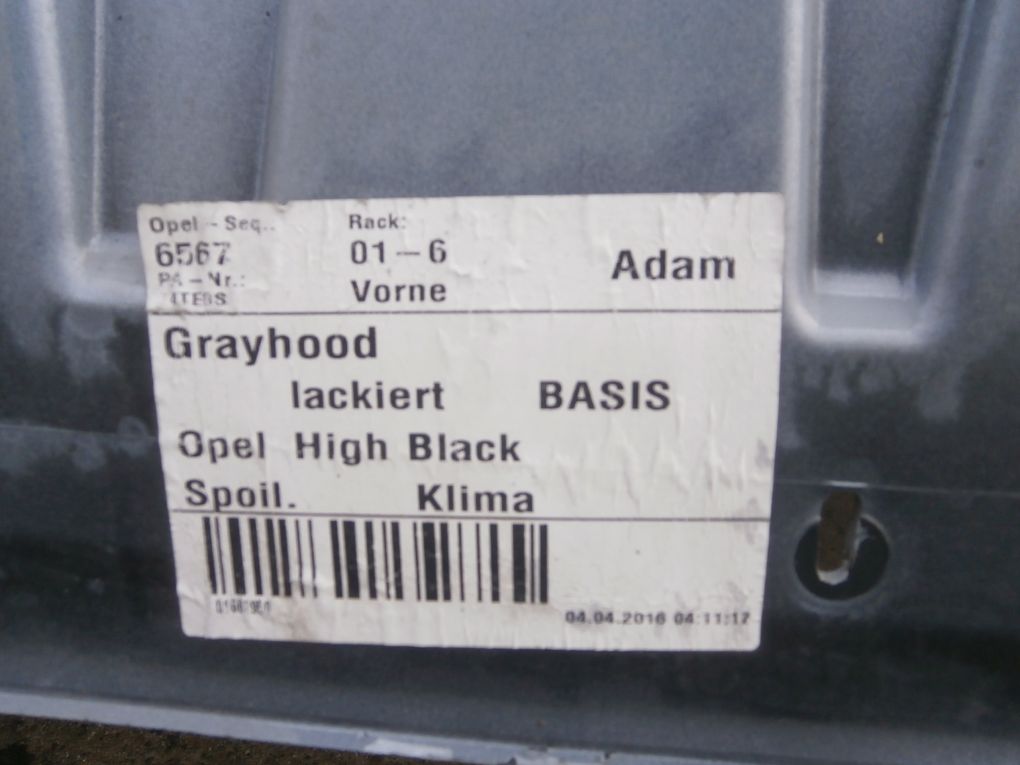 Opel - Seq..
Rack:
6567
01-6
Adam
PA-Nr.:
Vorne
Grayhood
lackiert BASIS
Opel High Black
Spoil. Klima
04.04.2016 04:11:17